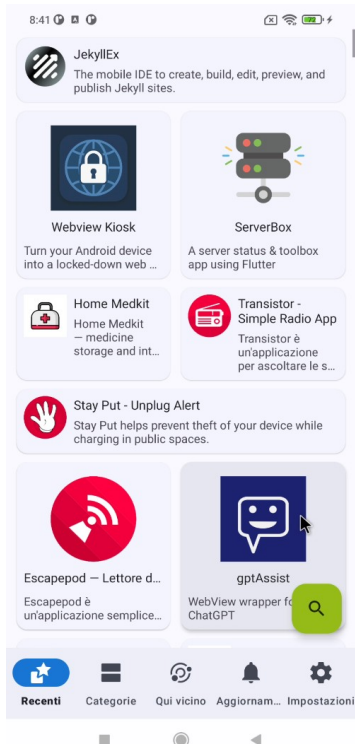 8:41
JekyllEx
The mobile IDE to create, build, edit, preview, and
publish Jekyll sites.
Webview Kiosk
Turn your Android device
into a locked-down web ...
ServerBox
A server status & toolbox
app using Flutter
Home Medkit
Home Medkit
— medicine
storage and int...
Transistor -
Simple Radio App
Transistor è
un'applicazione
per ascoltare le s...
Stay Put - Unplug Alert
Stay Put helps prevent theft of your device while
charging in public spaces.
Escapepod — Lettore d...
Escapepod è
un'applicazione semplice...
gptAssist
WebView wrapper fo
ChatGPT
Recenti
Categorie
Qui vicino
Aggiornam...
Impostazioni